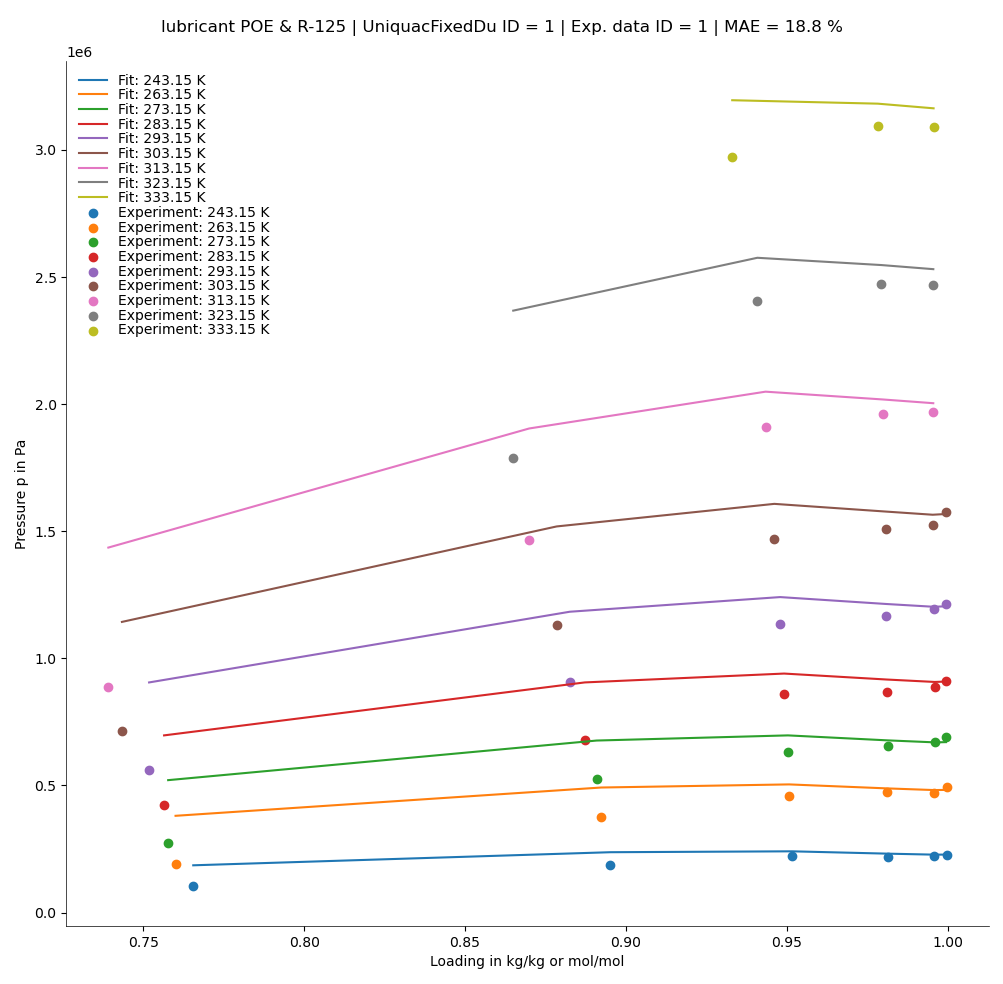 lubricant POE & R-125 | UniquacFixedDu ID = 1 | Exp. data ID = 1 | MAE = 18.8 %
1e6
Fit: 243.15 K
Fit: 263.15 K
Fit: 273.15 K
Fit: 283.15 K
Fit: 293.15 K
Fit: 303.15 K
Fit: 313.15 K
Fit: 323.15 K
Fit: 333.15 K
Experiment: 243.15 K
Experiment: 263.15 K
Experiment: 273.15 K
Experiment: 283.15 K
Experiment: 293.15 K
Experiment: 303.15 K
Experiment: 313.15 K
Experiment: 323.15 K
Experiment: 333.15 K
3.0
2.5
2.0
1.5
1.0
0.5
0.0
Pressure p in Pa
0.75 0.80 0.85 0.90 0.95 1.00
Loading in kg/kg or mol/mol